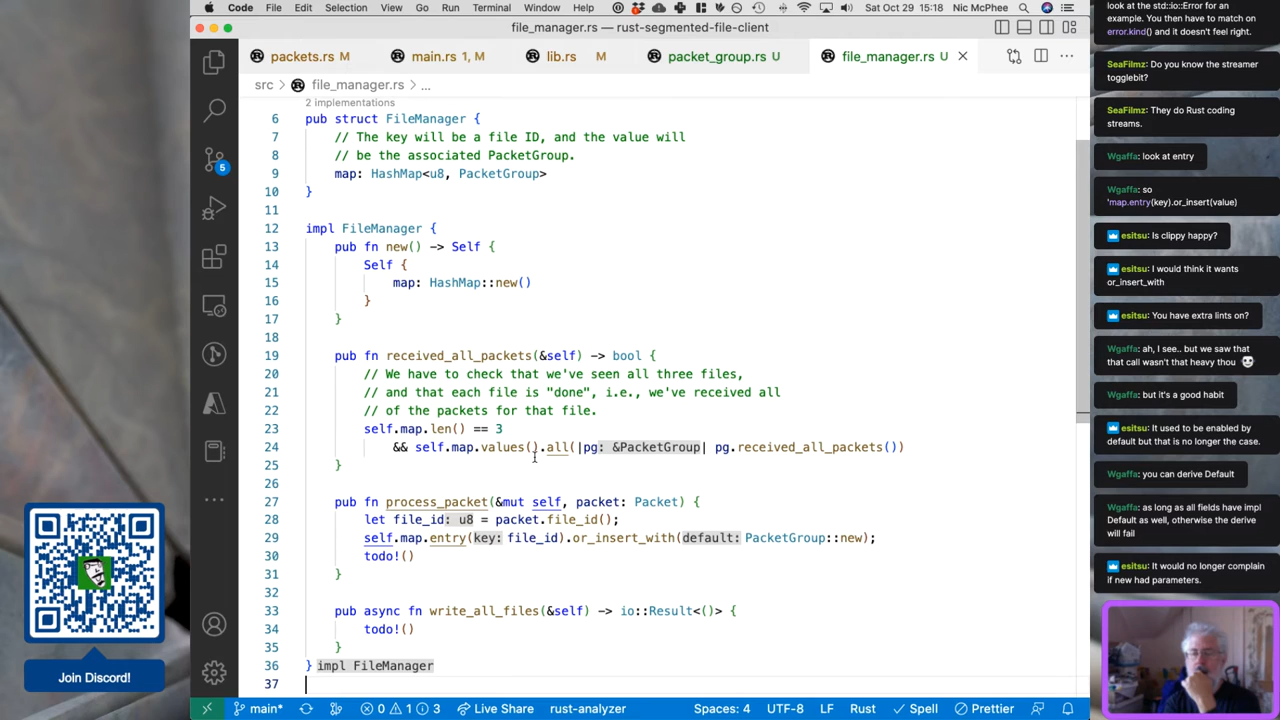 Code File Edit Selection View Go Run Terminal Window Help Sat Oct 29 15:18 Nic McPhee
file_manager.rs — rust-segmented-file-client
packets.rs M main.rs 1, M lib.rs M packet_group.rs U file_manager.rs U
src > file_manager.rs > ...
2 implementations
6 pub struct FileManager {
7 // The key will be a file ID, and the value will
8 // be the associated PacketGroup.
9 map: HashMap<u8, PacketGroup>
10 }
11
12 impl FileManager {
13 pub fn new() -> Self {
14 Self {
15 map: HashMap::new()
16 }
17 }
18
19 pub fn received_all_packets(&self) -> bool {
20 // We have to check that we've seen all three files,
21 // and that each file is "done", i.e., we've received all
22 // of the packets for that file.
23 self.map.len() == 3
24 && self.map.values().all(|pg: &PacketGroup| pg.received_all_packets())
25 }
26
27 pub fn process_packet(&mut self, packet: Packet) {
28 let file_id: u8 = packet.file_id();
29 self.map.entry(key: file_id).or_insert_with(default: PacketGroup::new);
30 todo!()
31 }
32
33 pub async fn write_all_files(&self) -> io::Result<()> {
34 todo!()
35 }
36 } impl FileManager
37
5
Join Discord!
main* 0 1 3 Live Share rust-analyzer Spaces: 4 UTF-8 LF Rust Spell Prettier
look at the std::io::Error for an
example. You then have to match on
error.kind() and it doesn't feel right.
SeaFilmz: Do you know the streamer
togglebit?
SeaFilmz: They do Rust coding
streams.
Wgaffa: look at entry
Wgaffa: so
'map.entry(key).or_insert(value)
esitsu: Is clippy happy?
esitsu: I would think it wants
or_insert_with
esitsu: You have extra lints on?
Wgaffa: ah, I see.. but we saw that
that call wasn't that heavy thou
Wgaffa: but it's a good habit
esitsu: It used to be enabled by
default but that is no longer the case.
Wgaffa: you can derive Default
Wgaffa: as long as all fields have impl
Default as well, otherwise the derive
will fail
esitsu: It would no longer complain
if new had parameters.